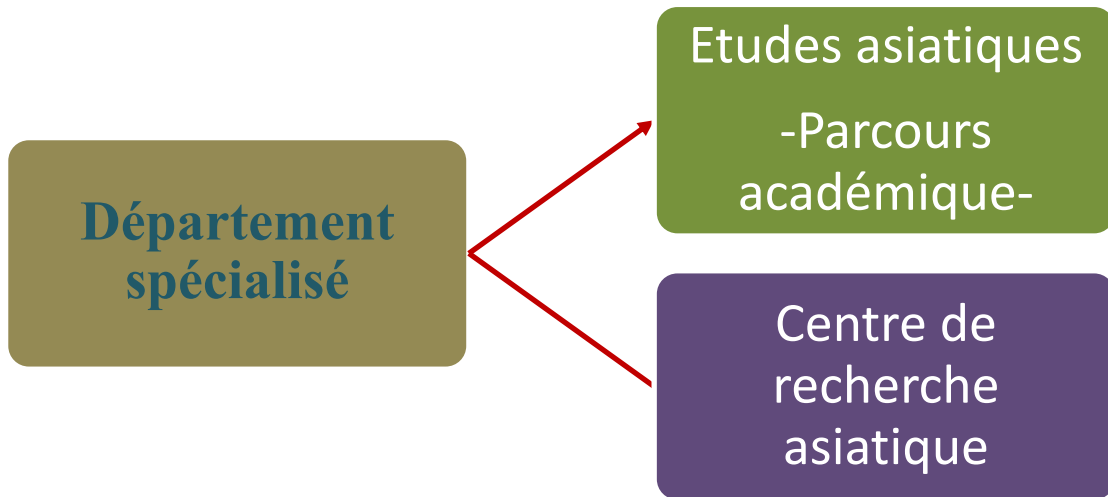 Département
spécialisé
Etudes asiatiques
-Parcours
académique-
Centre de
recherche
asiatique